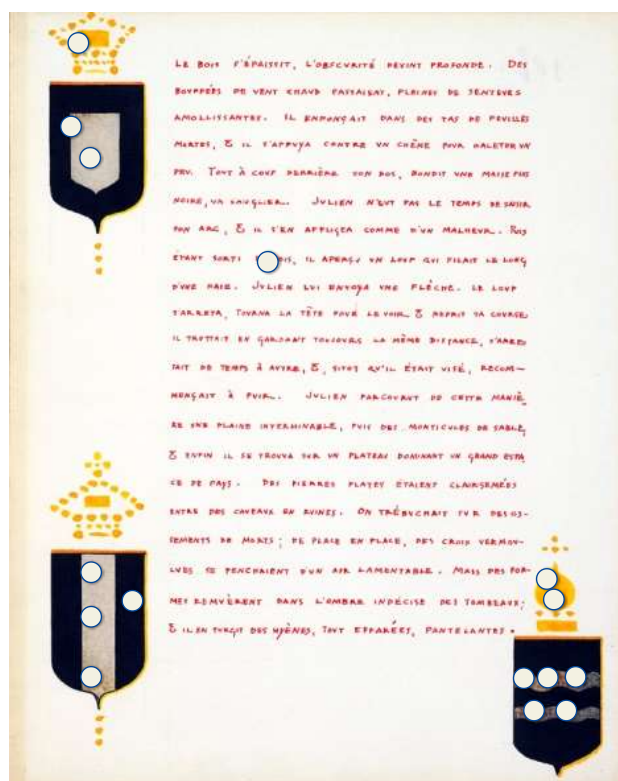 LE BOIS S'ÉPAISSIT, L'OBSCURITÉ DEVINT PROFONDE. DES
BOUFFÉES DE VENT CHAUD PASSAIENT, PLEINES DE SENTEURS
AMOLLISSANTES. IL ENFONÇAIT DANS DES TAS DE FEUILLES
MORTES, & IL S'APPUYA CONTRE UN CHÊNE POUR HALETER UN
PEU. TOUT À COUP DERRIÈRE SON DOS, BONDIT UNE MASSE PLUS
NOIRE, UN SANGLIER. JULIEN N'EUT PAS LE TEMPS DE SAISIR
SON ARC, & IL S'EN AFFLIGEA COMME D'UN MALHEUR. PUIS
ÉTANT SORTI IL APERÇU UN LOUP QUI FILAIT LE LONG
D'UNE HAIE. JULIEN LUI ENVOYA UNE FLÈCHE. LE LOUP
S'ARRETA, TOURNA LA TÊTE POUR LE VOIR & REPRIT SA COURSE
IL TROTTAIT EN GARDANT TOUJOURS LA MÊME DISTANCE, S'ARRE
TAIT DE TEMPS À AUTRE, &, SITOT QU'IL ÉTAIT VISÉ, RECOM-
MENÇAIT À FUIR. JULIEN PARCOURUT DE CETTE MANIÈ_
RE UNE PLAINE INTERMINABLE, PUIS DES MONTICULES DE SABLE,
& ENFIN IL SE TROUVA SUR UN PLATEAU DOMINANT UN GRAND ESPA_
CE DE PAYS. DES PIERRES PLATES ÉTAIENT CLAIRSEMÉES
ENTRE DES CAVEAUX EN RUINES. ON TRÉBUCHAIT SUR DES OS-
SEMENTS DE MORTS; DE PLACE EN PLACE, DES CROIX VERMOU-
LUES SE PENCHAIENT D'UN AIR LAMENTABLE. MAIS DES FOR_
MES REMUÈRENT DANS L'OMBRE INDÉCISE DES TOMBEAUX;
& IL EN SURGIT DES HYÈNES, TOUT EFFARÉES, PANTELANTES.